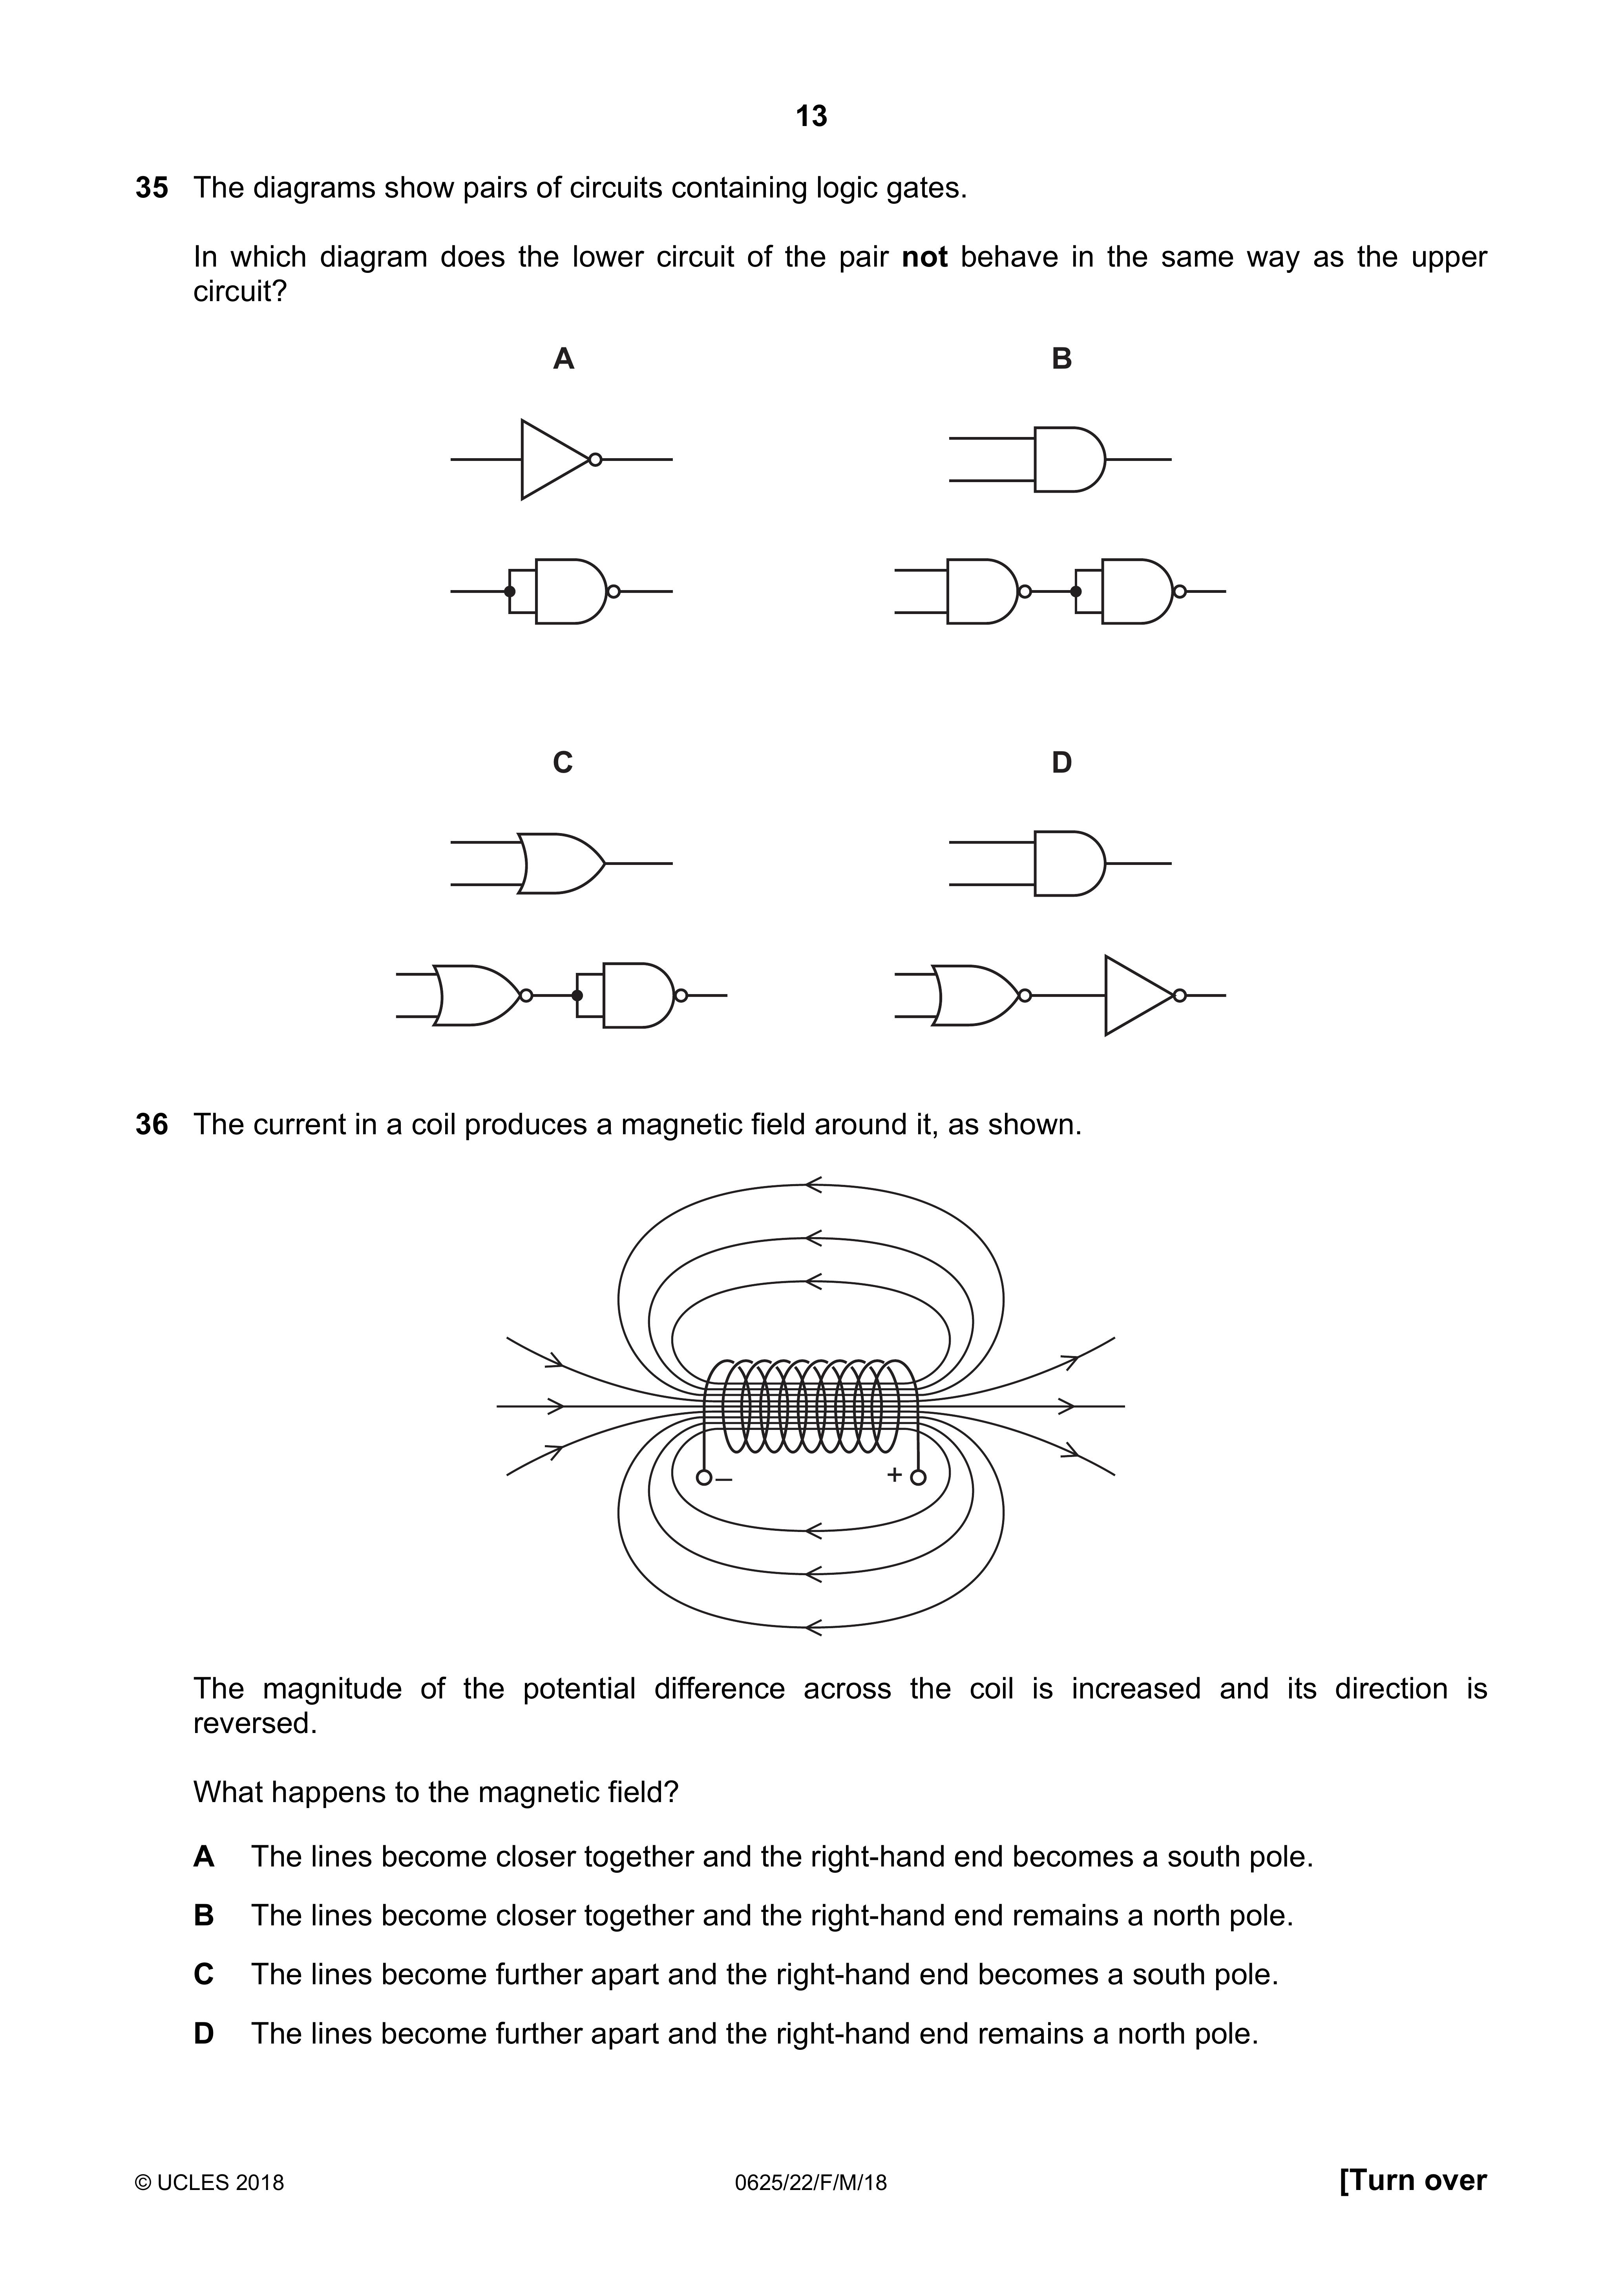 13
35 The diagrams show pairs of circuits containing logic gates.
In which diagram does the lower circuit of the pair not behave in the same way as the upper
circuit?
A B
C D
36 The current in a coil produces a magnetic field around it, as shown.
– +
The magnitude of the potential difference across the coil is increased and its direction is
reversed.
What happens to the magnetic field?
A The lines become closer together and the right-hand end becomes a south pole.
B The lines become closer together and the right-hand end remains a north pole.
C The lines become further apart and the right-hand end becomes a south pole.
D The lines become further apart and the right-hand end remains a north pole.
© UCLES 2018 0625/22/F/M/18 [Turn over